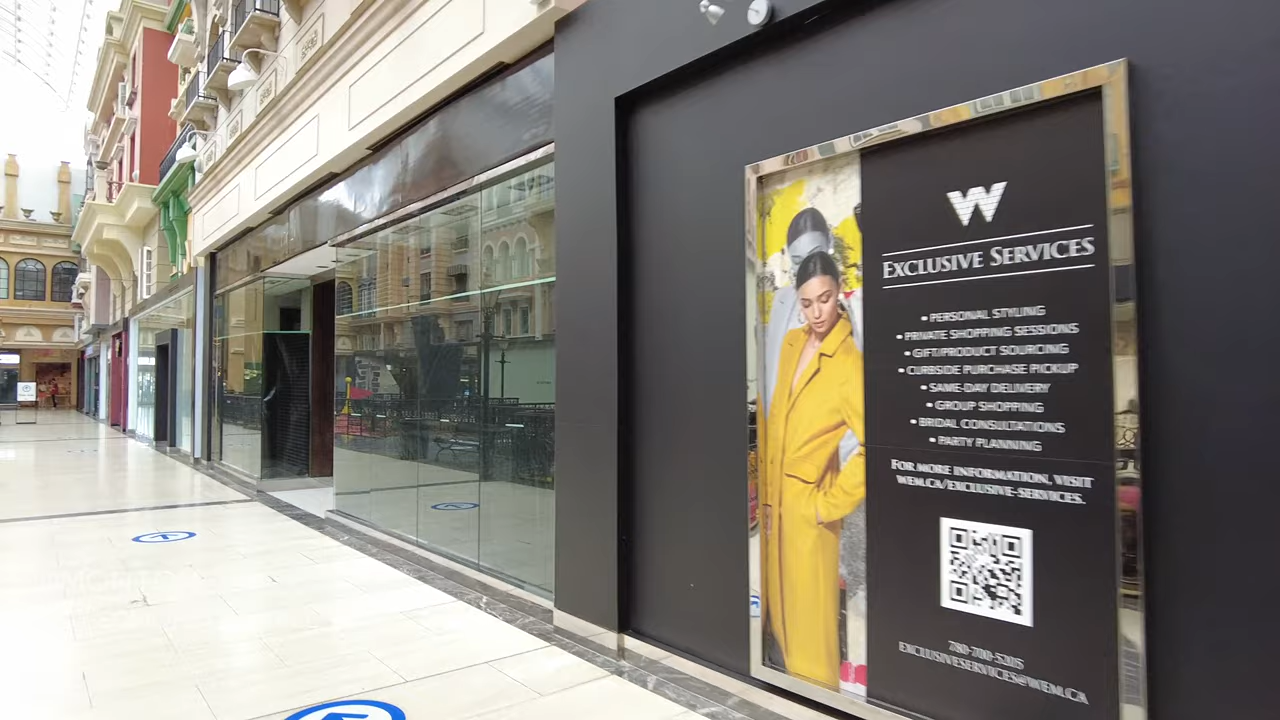 W
EXCLUSIVE SERVICES
• PERSONAL STYLING
• PRIVATE SHOPPING SESSIONS
• GIFT/PRODUCT SOURCING
• CURBSIDE PURCHASE PICKUP
• SAME-DAY DELIVERY
• GROUP SHOPPING
• BRIDAL CONSULTATIONS
• PARTY PLANNING
FOR MORE INFORMATION, VISIT
WEM.CA/EXCLUSIVE-SERVICES.
780-700-5205
EXCLUSIVESERVICES@WEM.CA